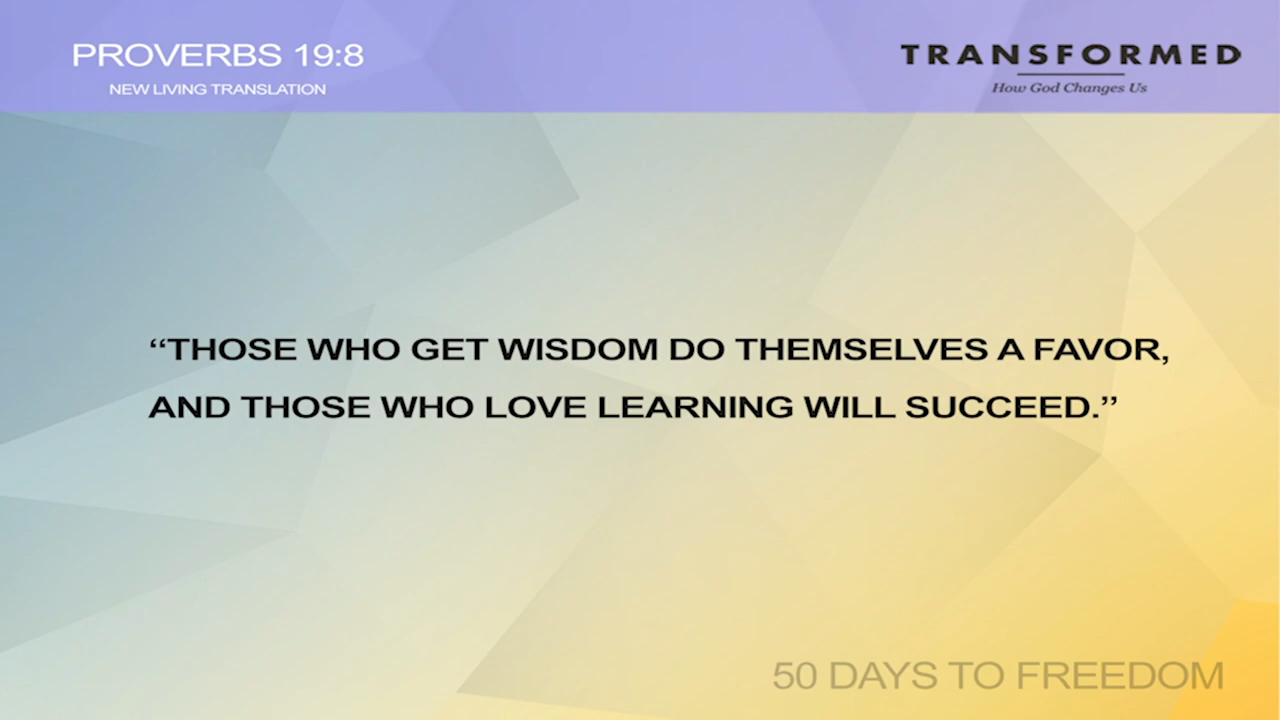 PROVERBS 19:8
NEW LIVING TRANSLATION
TRANSFORMED
How God Changes Us
“THOSE WHO GET WISDOM DO THEMSELVES A FAVOR,
AND THOSE WHO LOVE LEARNING WILL SUCCEED.”
50 DAYS TO FREEDOM